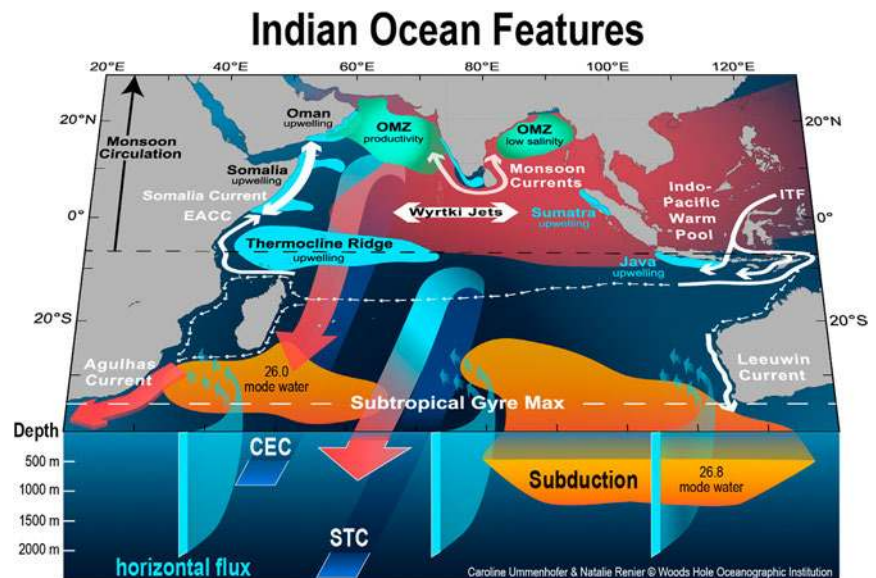 Indian Ocean Features
20°E
40°E
60°E
80°E
100°E
Oman
upwelling
OMZ
productivity
OMZ
low salinity
20°N
20°N
Monsoon
Circulation
Somalia
upwelling
Monsoon
Currents
Somalia Current
Indo-
Pacific
Warm
Pool
ITF
EACC
Wyrtki Jets
Sumatra
upwelling
0°
0°
Thermocline Ridge
upwelling
Java
upwelling
20°S
20°S
Agulhas
Current
26.0
mode water
Leeuwin
Current
Subtropical Gyre Max
Depth
500 m
1000 m
1500 m
2000 m
CEC
Subduction
26.8
mode water
STC
horizontal flux
Caroline Ummenhofer & Natalie Renier © Woods Hole Oceanographic Institution